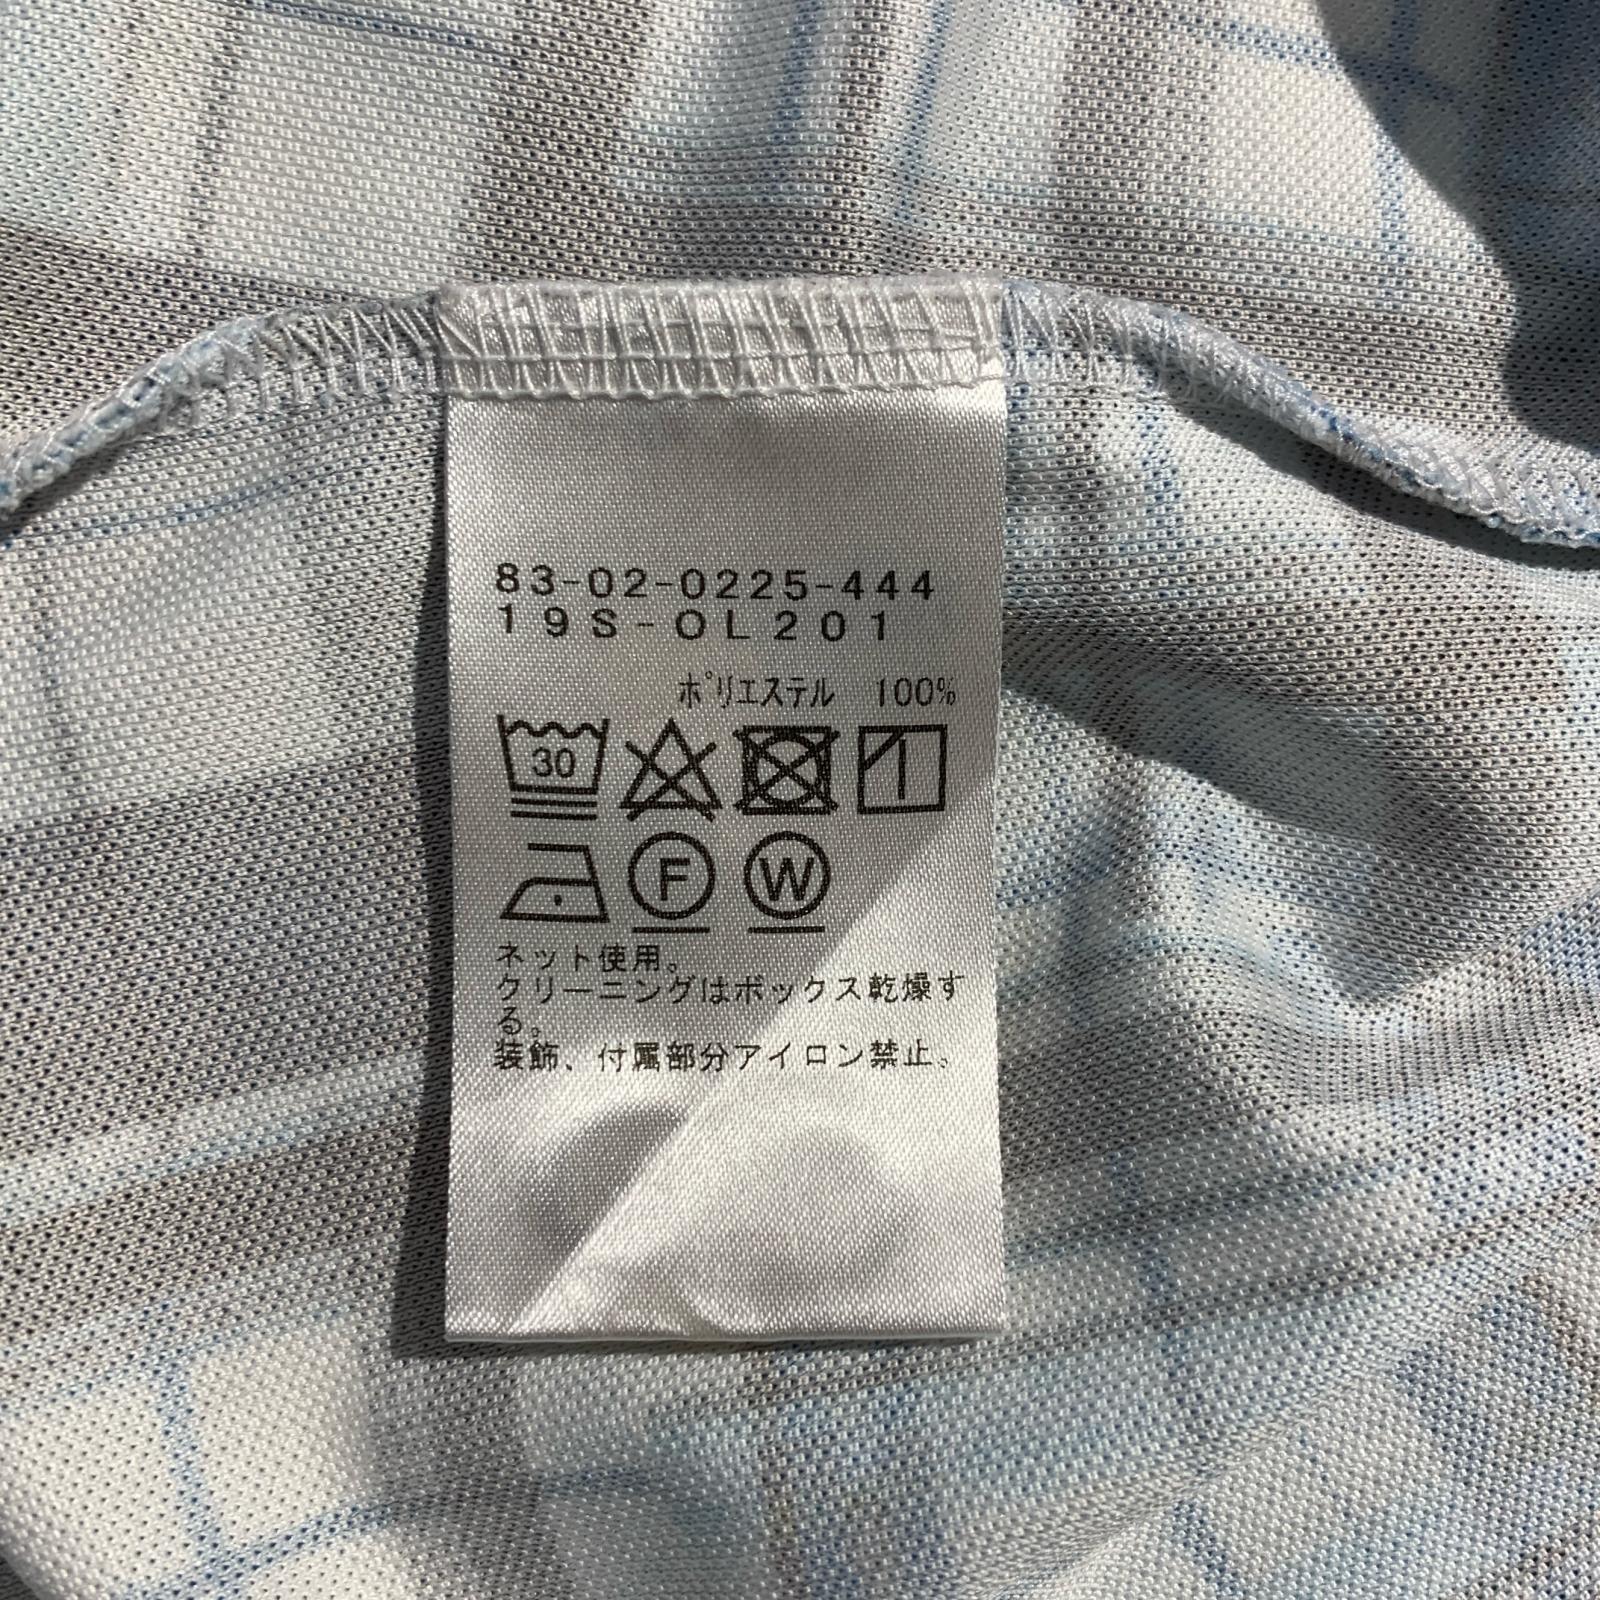 83-02-0225-444
19S-OL201
ポリエステル 100%
30
F W
ネット使用。
クリーニングはボックス乾燥す
る。
装飾、付属部分アイロン禁止。